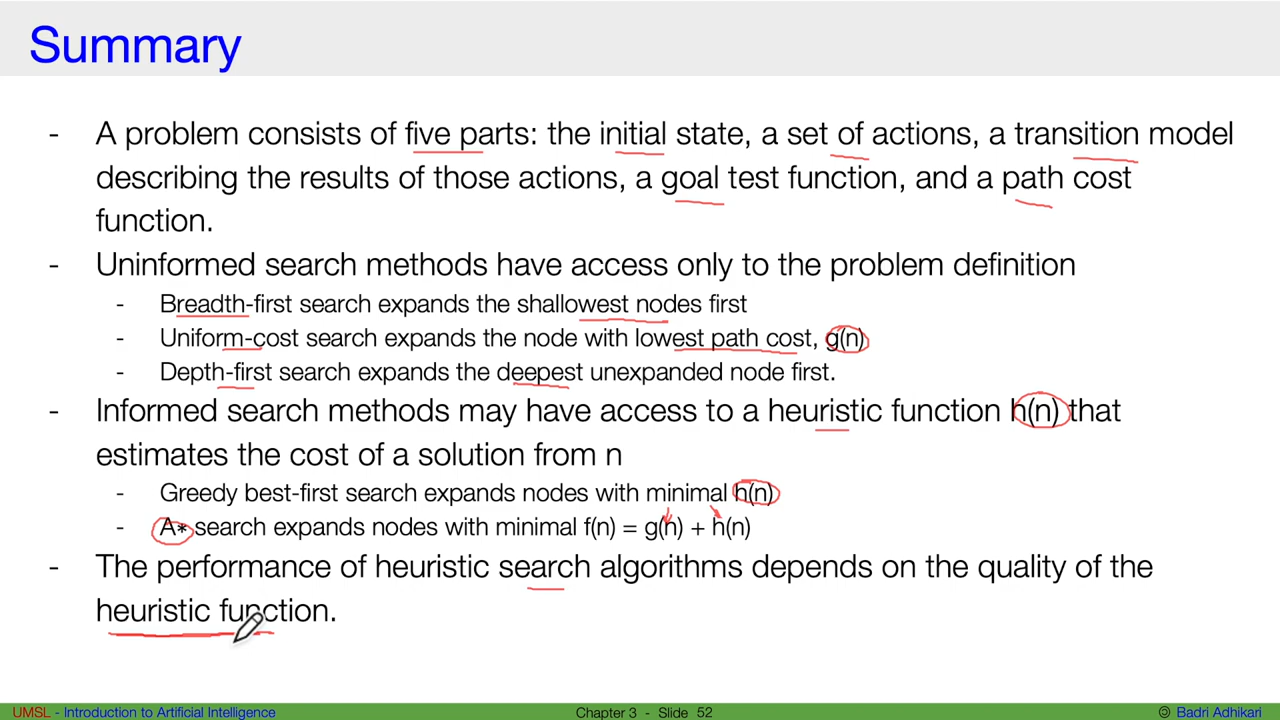 Summary
- A problem consists of five parts: the initial state, a set of actions, a transition model
describing the results of those actions, a goal test function, and a path cost
function.
- Uninformed search methods have access only to the problem definition
- Breadth-first search expands the shallowest nodes first
- Uniform-cost search expands the node with lowest path cost, g(n)
- Depth-first search expands the deepest unexpanded node first.
- Informed search methods may have access to a heuristic function h(n) that
estimates the cost of a solution from n
- Greedy best-first search expands nodes with minimal h(n)
- A* search expands nodes with minimal f(n) = g(n) + h(n)
- The performance of heuristic search algorithms depends on the quality of the
heuristic function.
UMSL - Introduction to Artificial Intelligence Chapter 3 - Slide 52 © Badri Adhikari